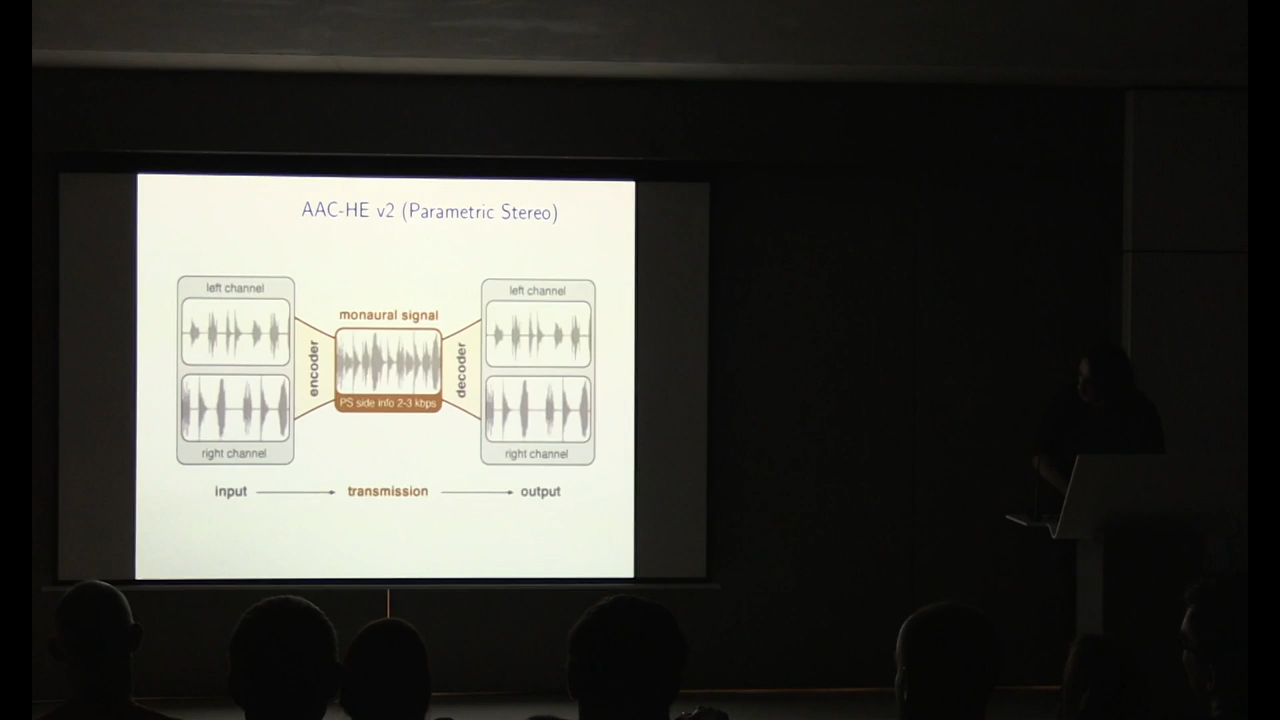 AAC-HE v2 (Parametric Stereo)
left channel
right channel
encoder
monaural signal
PS side info 2-3 kbps
decoder
left channel
right channel
input
transmission
output